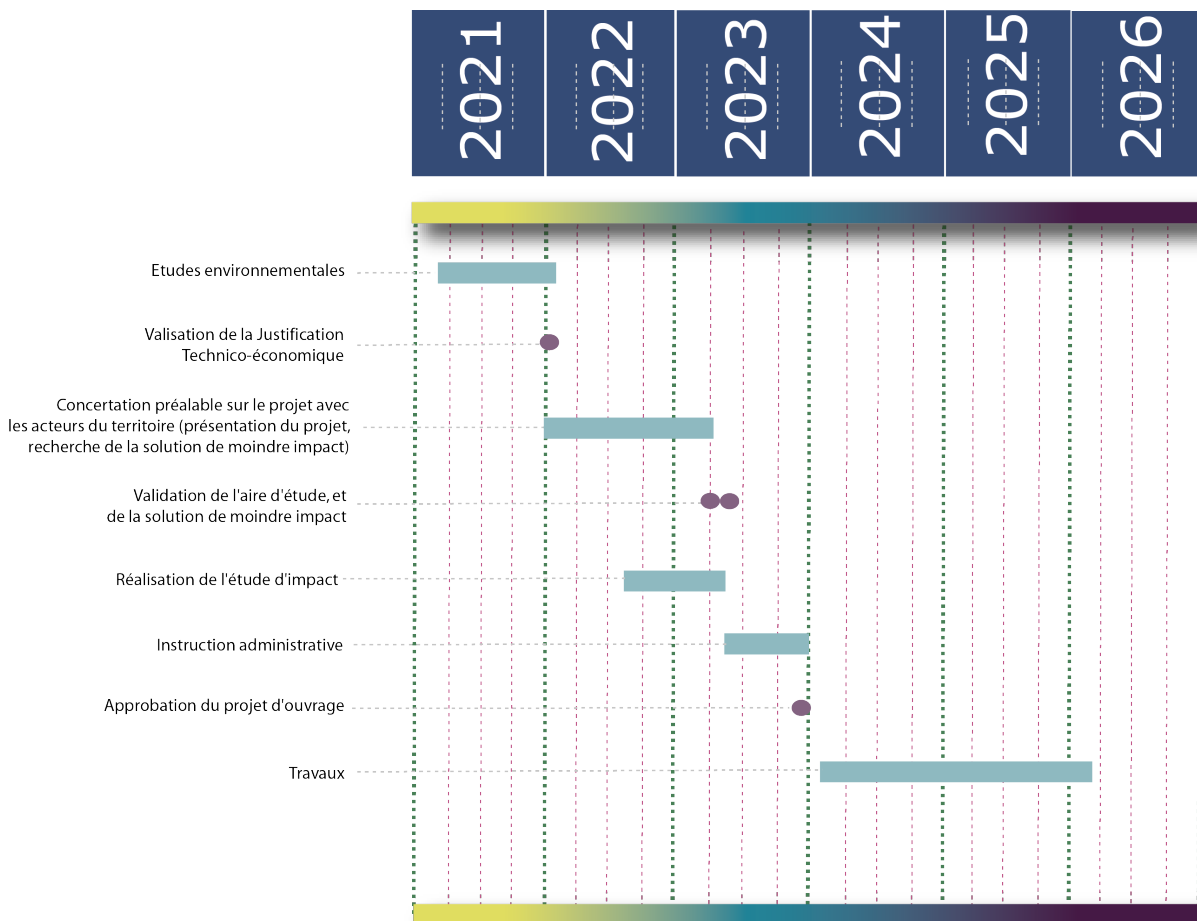 2021
2022
2023
2024
2025
2026
Etudes environnementales
Valisation de la Justification
Technico-économique
Concertation préalable sur le projet avec
les acteurs du territoire (présentation du projet,
recherche de la solution de moindre impact)
Validation de l'aire d'étude, et
de la solution de moindre impact
Réalisation de l'étude d'impact
Instruction administrative
Approbation du projet d'ouvrage
Travaux